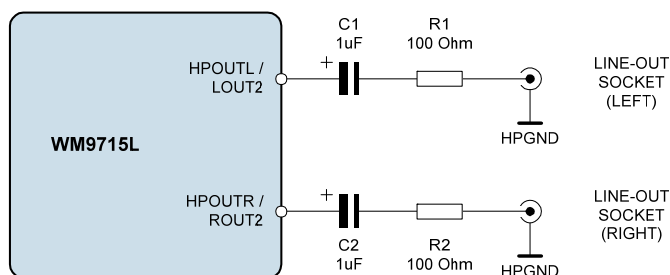 C1
1uF
R1
100 Ohm
+
HPOUTL /
LOUT2
LINE-OUT
SOCKET
(LEFT)
HPGND
WM9715L
HPOUTR /
ROUT2
+
LINE-OUT
SOCKET
(RIGHT)
C2
1uF
R2
100 Ohm
HPGND